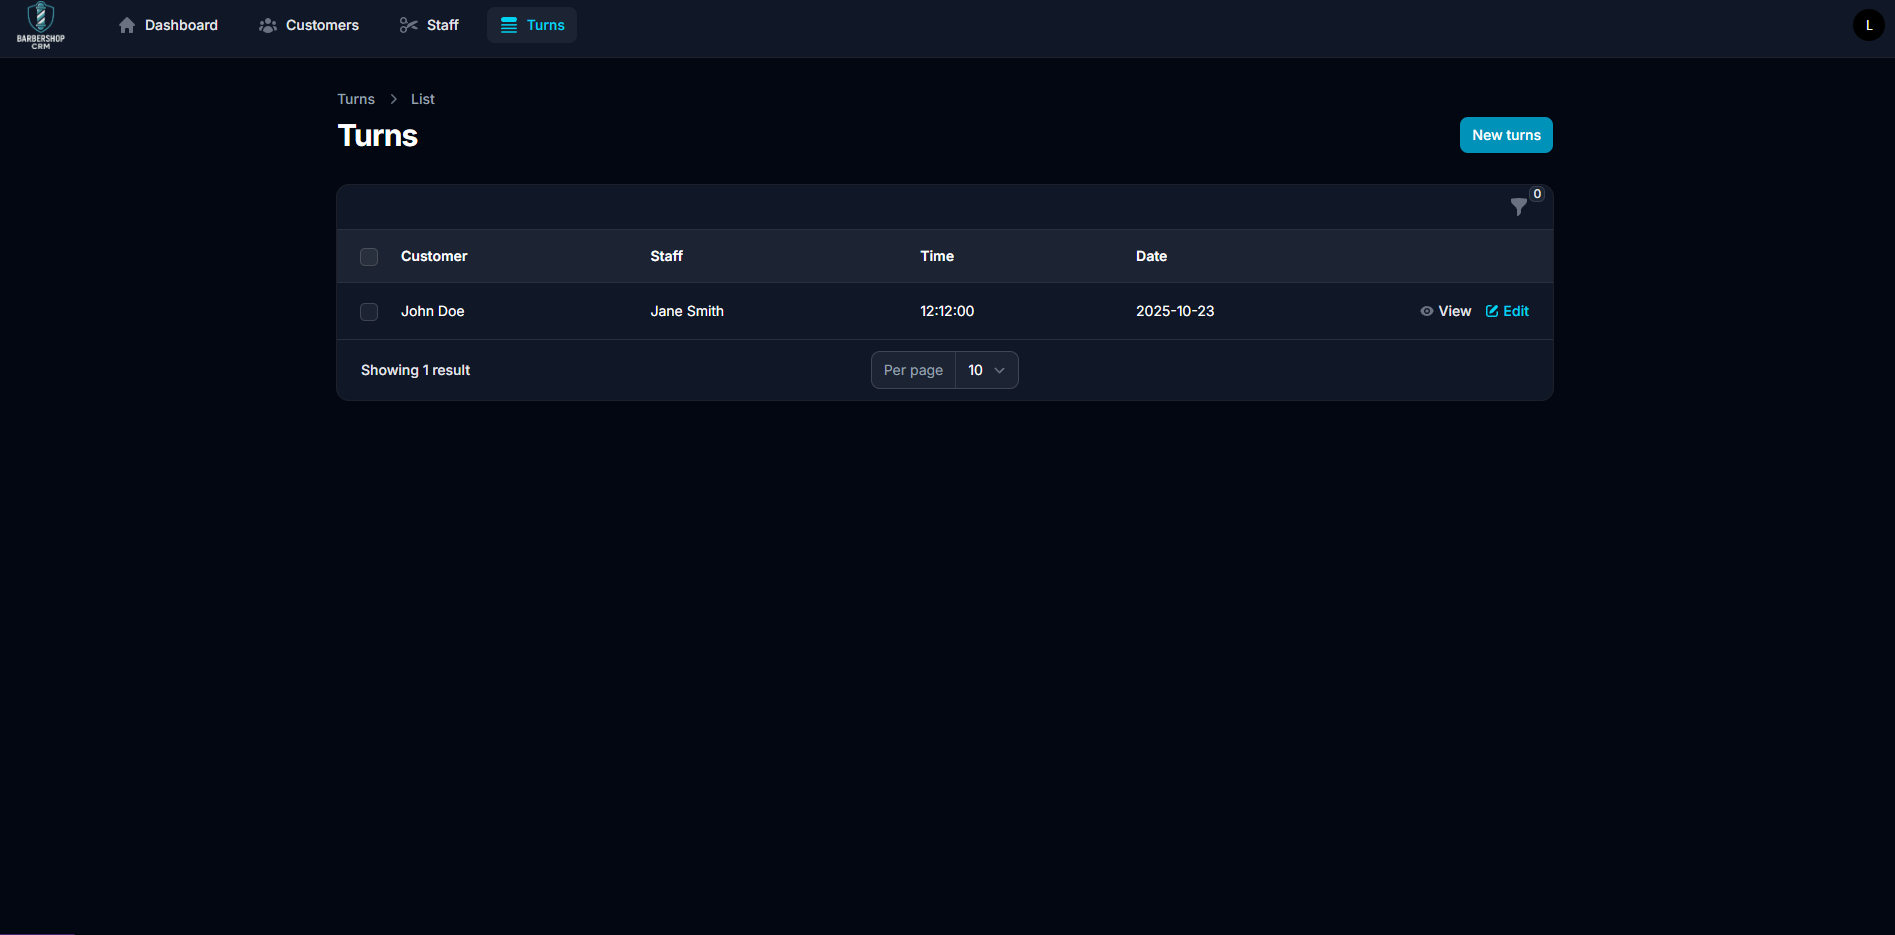 BARBERSHOP
CRM
Dashboard
Customers
Staff
Turns
L
Turns > List
Turns
New turns
0
Customer Staff Time Date
John Doe Jane Smith 12:12:00 2025-10-23 View Edit
Showing 1 result
Per page 10